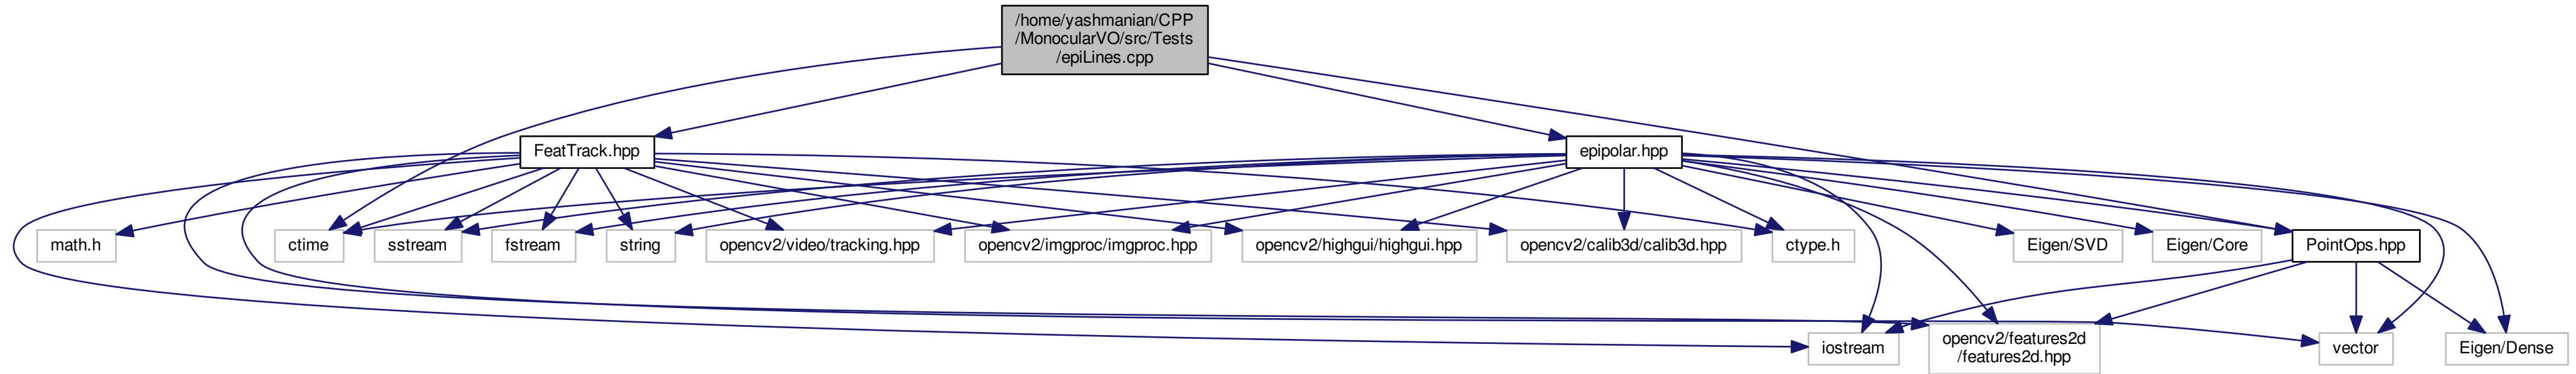 /home/yashmanian/CPP
/MonocularVO/src/Tests
/epiLines.cpp
FeatTrack.hpp
epipolar.hpp
math.h
ctime
sstream
fstream
string
opencv2/video/tracking.hpp
opencv2/imgproc/imgproc.hpp
opencv2/highgui/highgui.hpp
opencv2/calib3d/calib3d.hpp
ctype.h
Eigen/SVD
Eigen/Core
PointOps.hpp
iostream
opencv2/features2d
/features2d.hpp
vector
Eigen/Dense